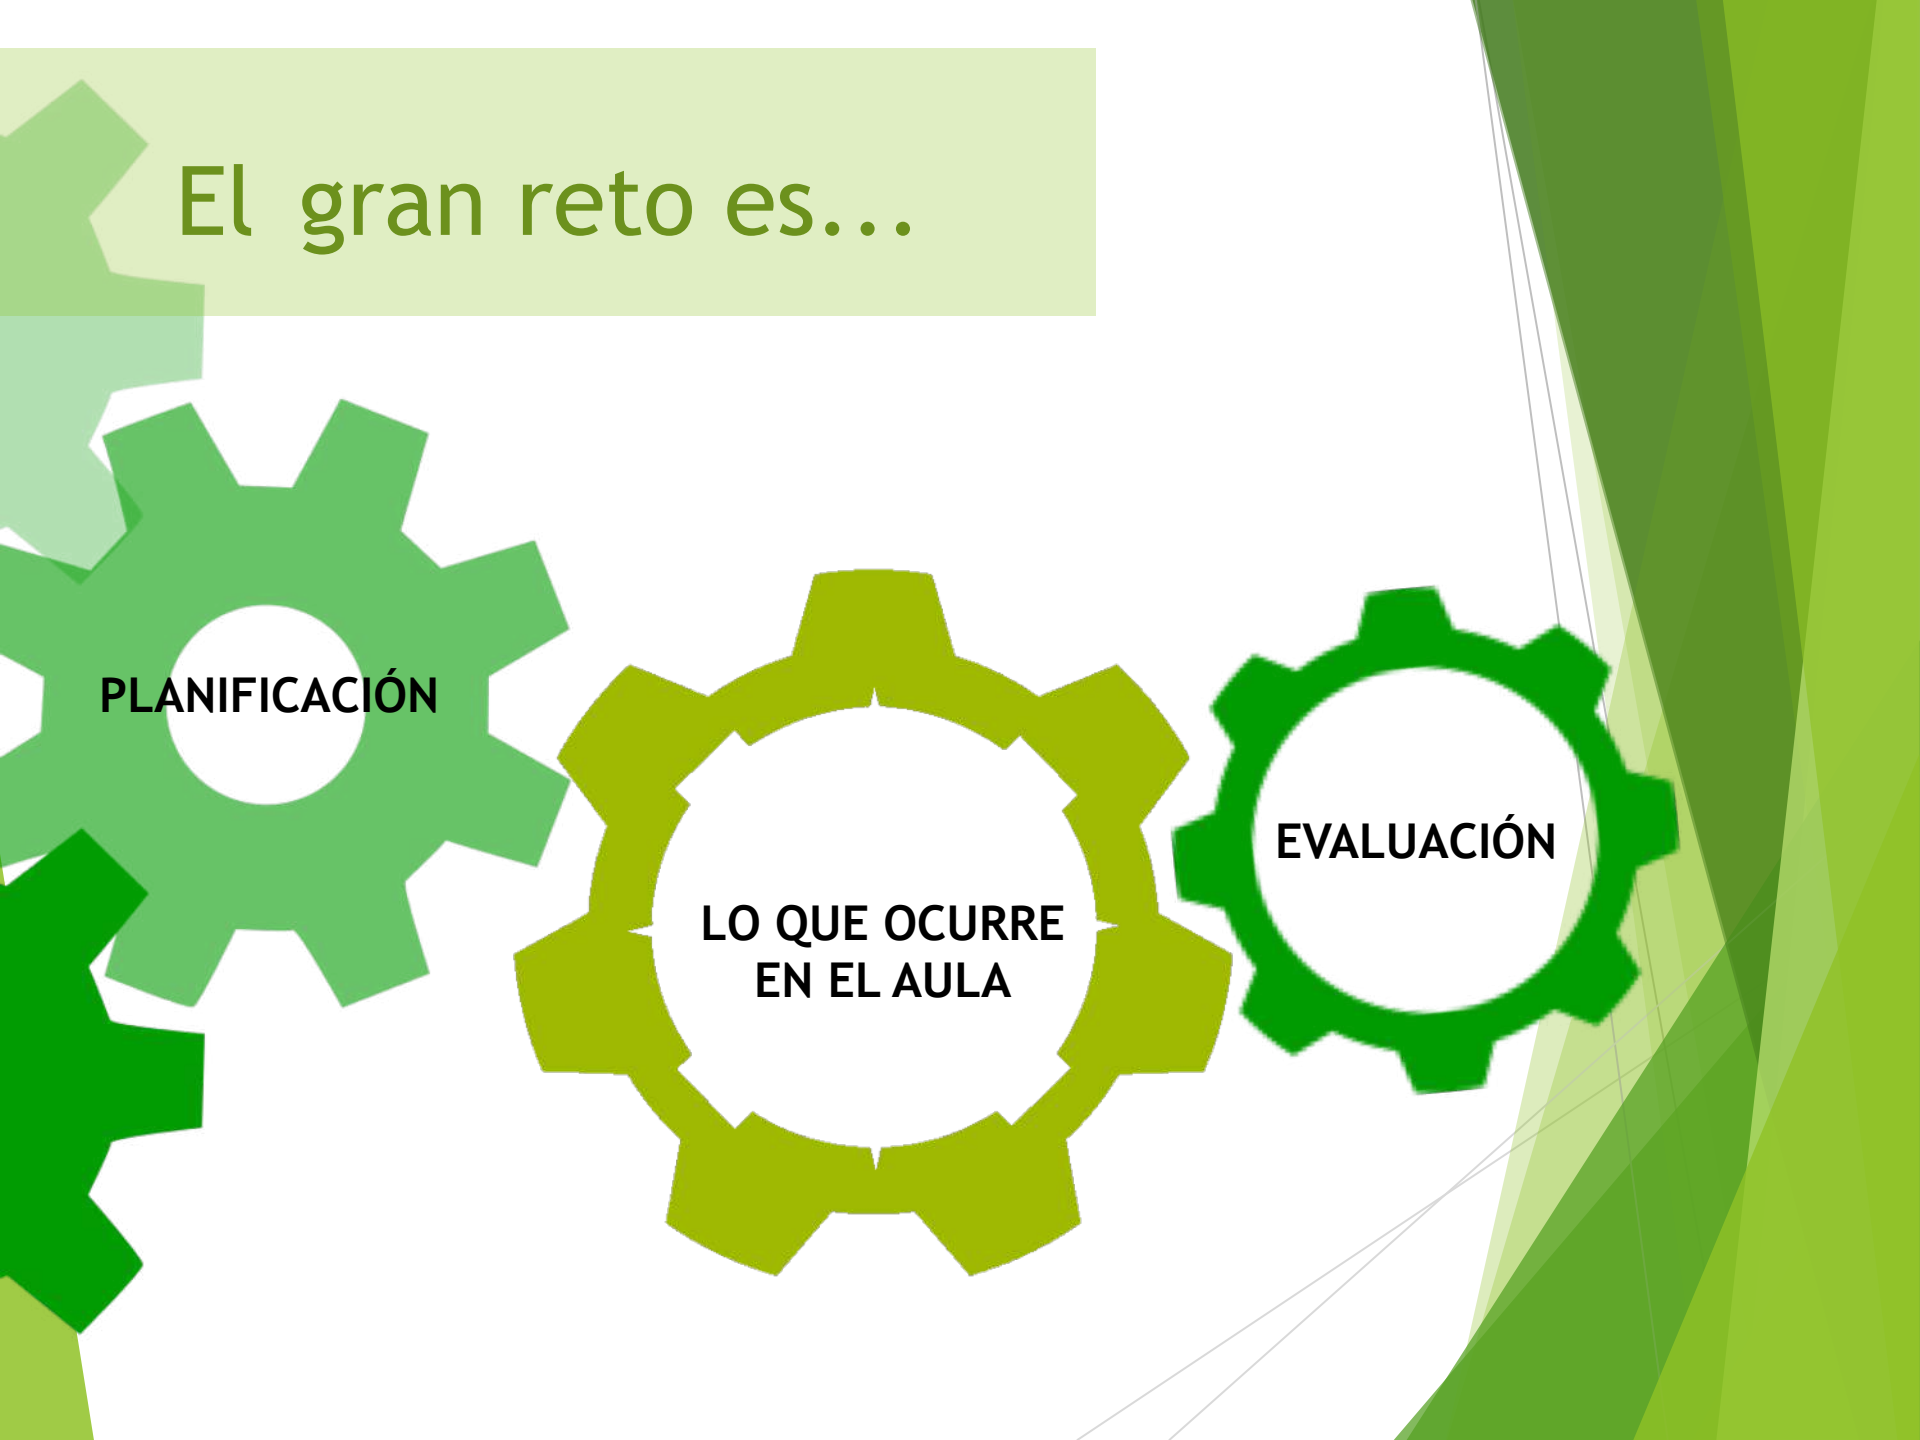 El gran reto es...
PLANIFICACIÓN
LO QUE OCURRE
EN EL AULA
EVALUACIÓN